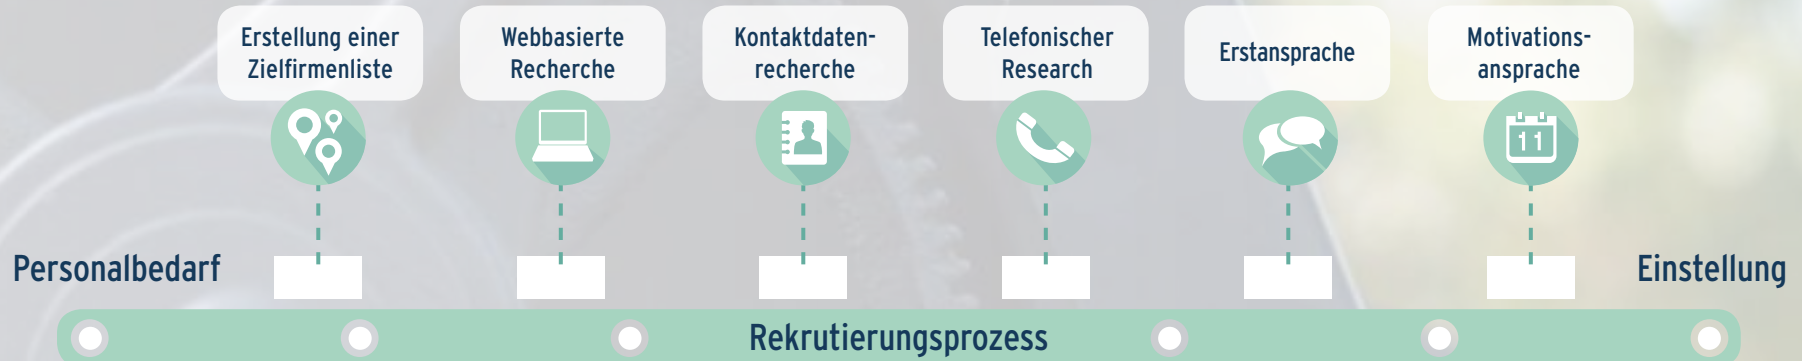 Erstellung einer
Zielfirmenliste
Webbasierte
Recherche
Kontaktdaten-
recherche
Telefonischer
Research
Erstansprache
Motivations-
ansprache
11
Personalbedarf
Einstellung
Rekrutierungsprozess